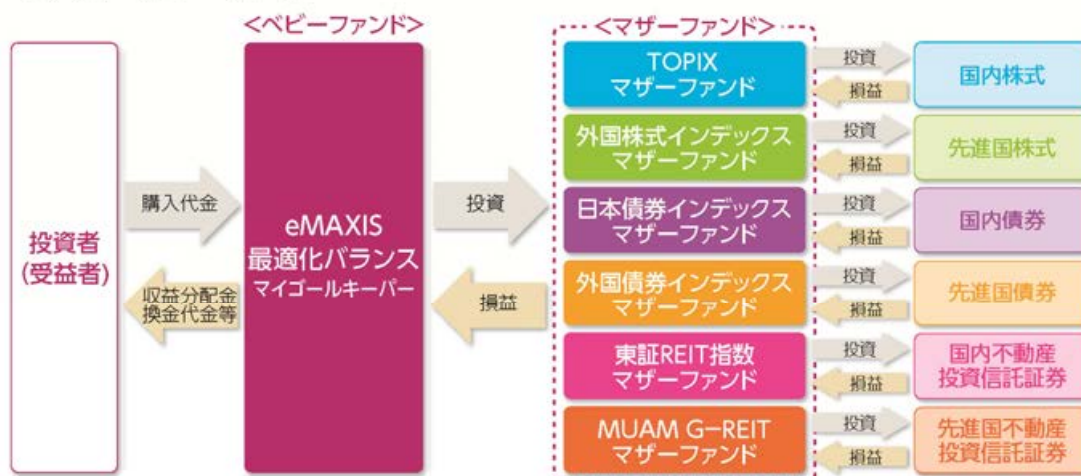 <ベビーファンド>
<マザーファンド>
投資者
(受益者)
購入代金
収益分配金
換金代金等
eMAXIS
最適化バランス
マイゴールキーパー
投資
損益
TOPIX
マザーファンド
投資
損益
国内株式
外国株式インデックス
マザーファンド
投資
損益
先進国株式
日本債券インデックス
マザーファンド
投資
損益
国内債券
外国債券インデックス
マザーファンド
投資
損益
先進国債券
東証REIT指数
マザーファンド
投資
損益
国内不動産
投資信託証券
MUAM G-REIT
マザーファンド
投資
損益
先進国不動産
投資信託証券